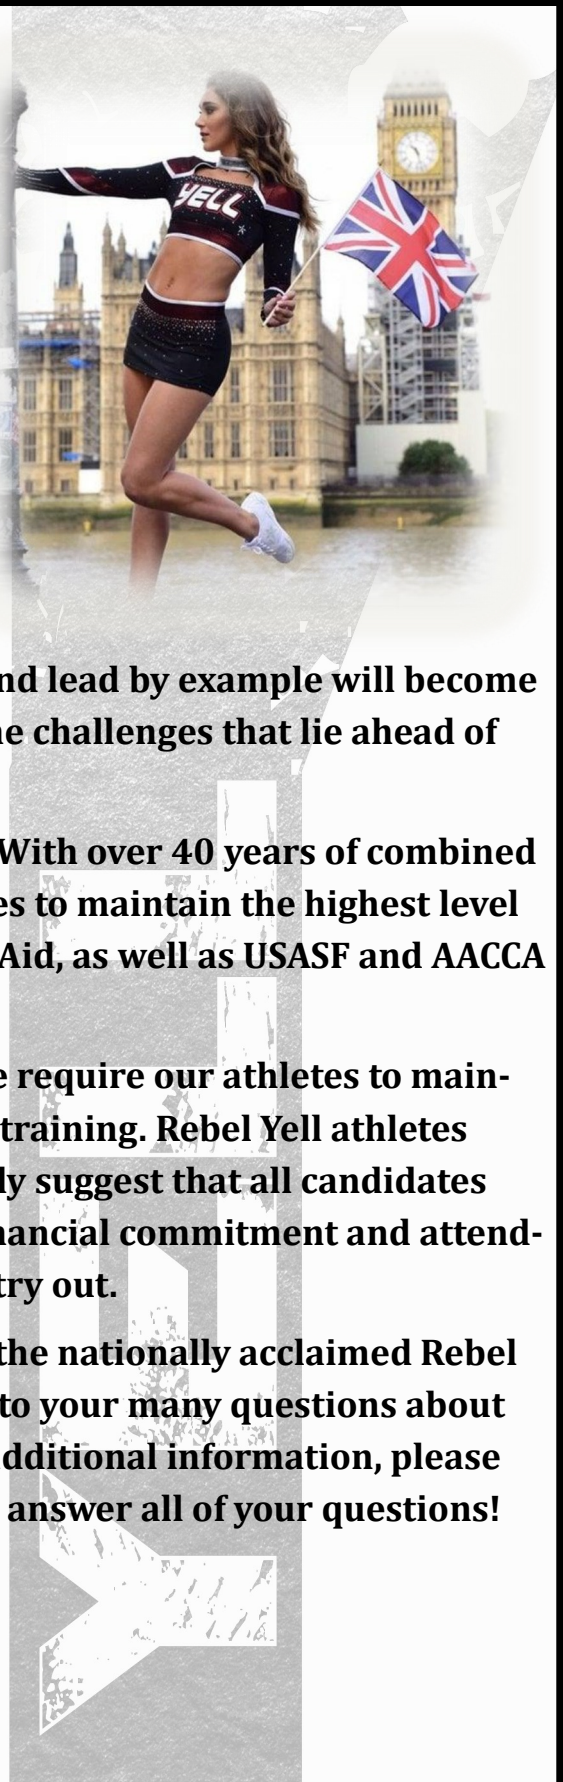 YELL
nd lead by example will become
e challenges that lie ahead of
With over 40 years of combined
es to maintain the highest level
Aid, as well as USASF and AACCA
e require our athletes to main-
training. Rebel Yell athletes
ly suggest that all candidates
nancial commitment and attend-
try out.
the nationally acclaimed Rebel
to your many questions about
dditional information, please
answer all of your questions!
YELL